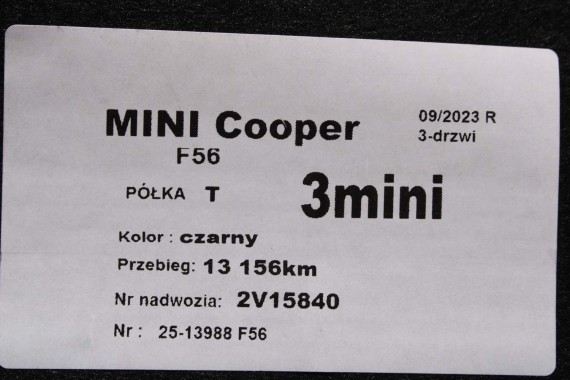 MINI Cooper 09/2023 R
F56 3-drzwi
PÓŁKA T 3mini
Kolor : czarny
Przebieg: 13 156km
Nr nadwozia: 2V15840
Nr : 25-13988 F56